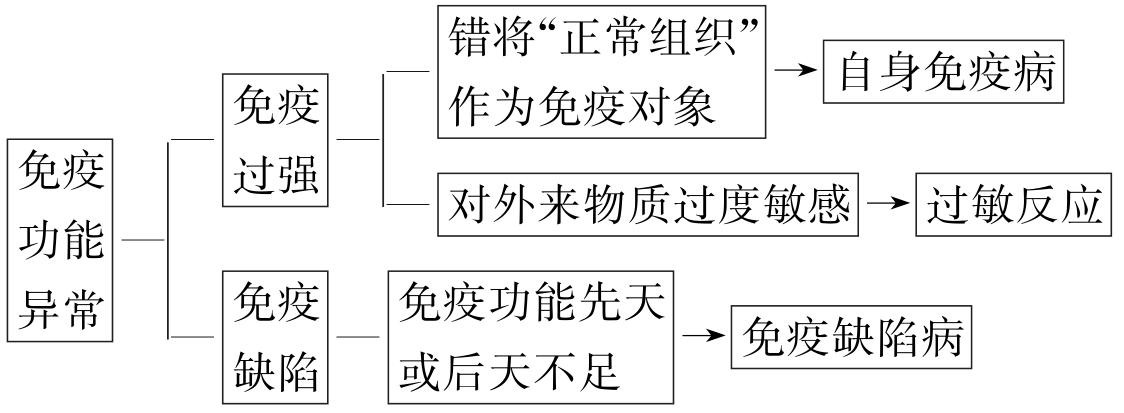 免疫
功能
异常
免疫
过强
错将“正常组织”
作为免疫对象
自身免疫病
对外来物质过度敏感
过敏反应
免疫
缺陷
免疫功能先天
或后天不足
免疫缺陷病